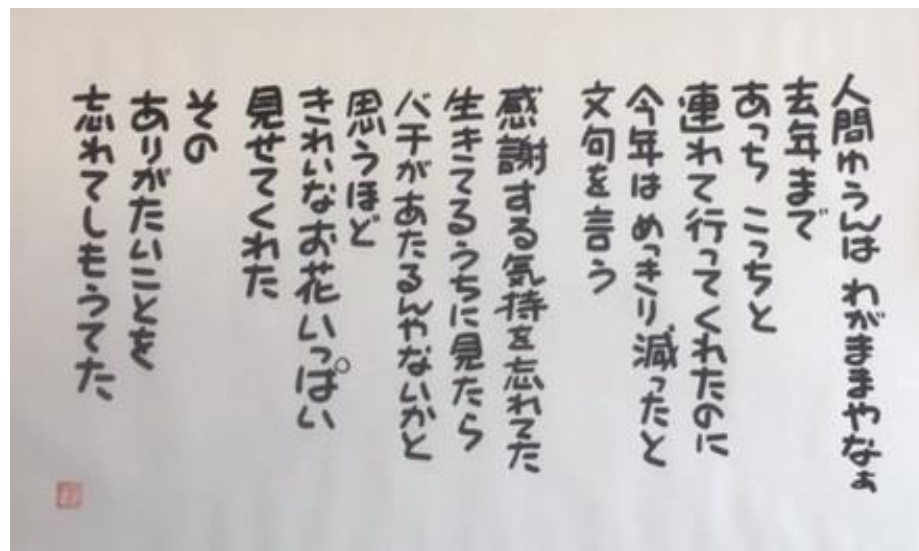 人間ゆうんは わがままやなぁ
去年まで
あっち こっちと
連れて行ってくれたのに
今年は めっきり減ったと
文句を言う
感謝する気持を忘れてた
生きてるうちに見たら
バチがあたるんやないかと
思うほど
きれいなお花いっぱい
見せてくれた
その
ありがたいことを
忘れてしもうてた